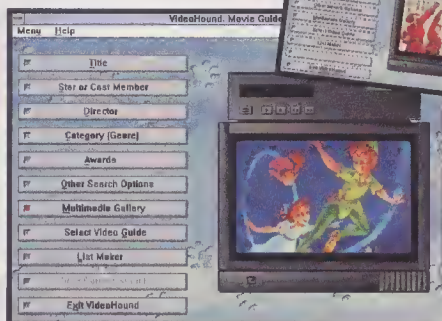 VideoHound. Movie Guide
Menu Help
Title
Star or Cast Member
Director
Category (Genre)
Awards
Other Search Options
Multimedia Gallery
Select Video Guide
List Maker
Exit VideoHound